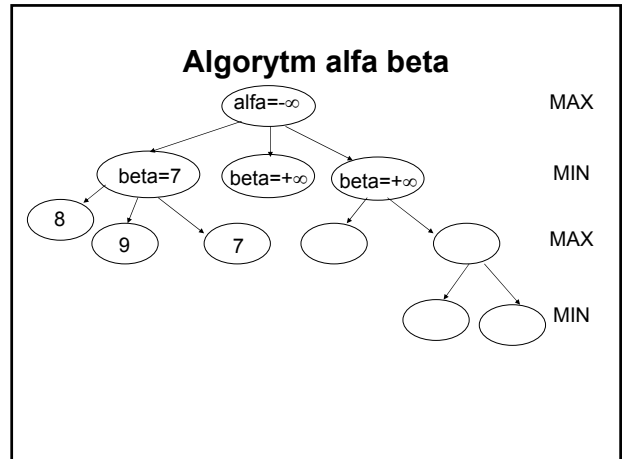 Algorytm alfa beta
alfa=-∞ MAX
beta=7 beta=+∞ beta=+∞ MIN
8 9 7 MAX
MIN